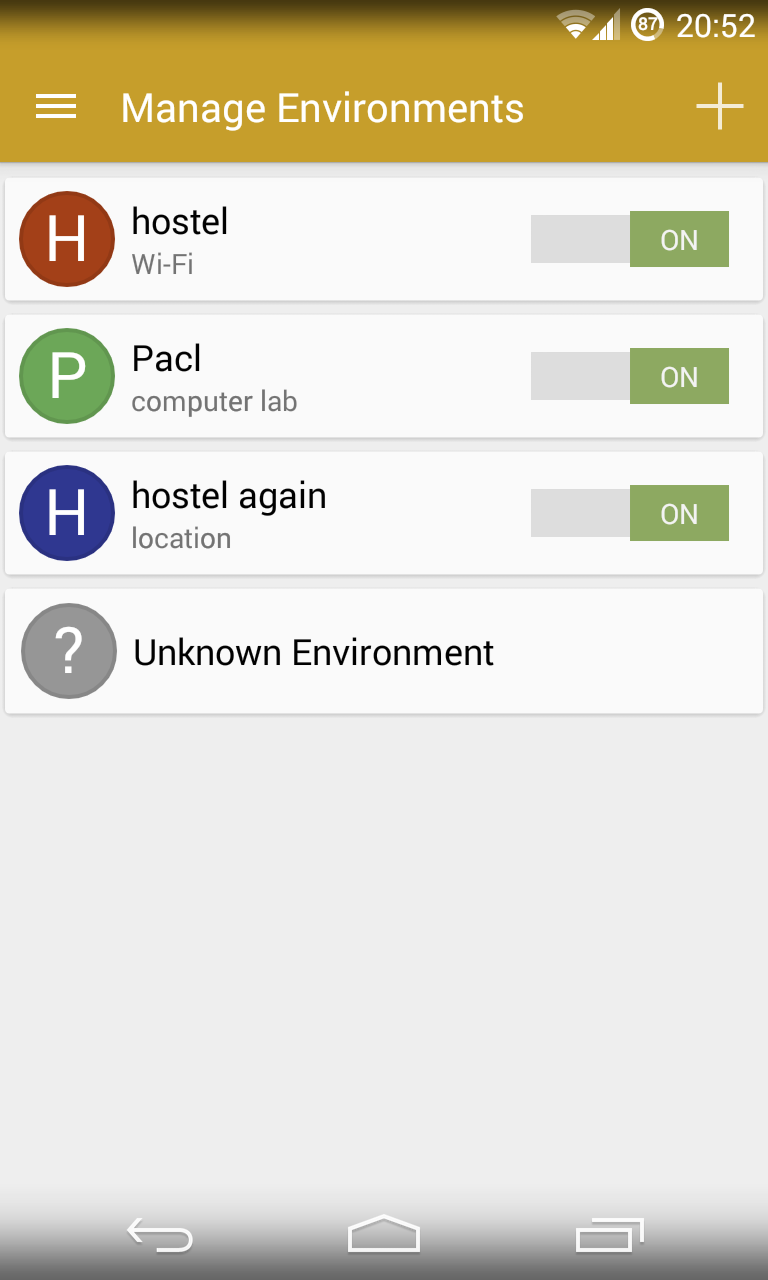 87 20:52
Manage Environments
H hostel ON
Wi-Fi
P Pacl ON
computer lab
H hostel again ON
location
? Unknown Environment